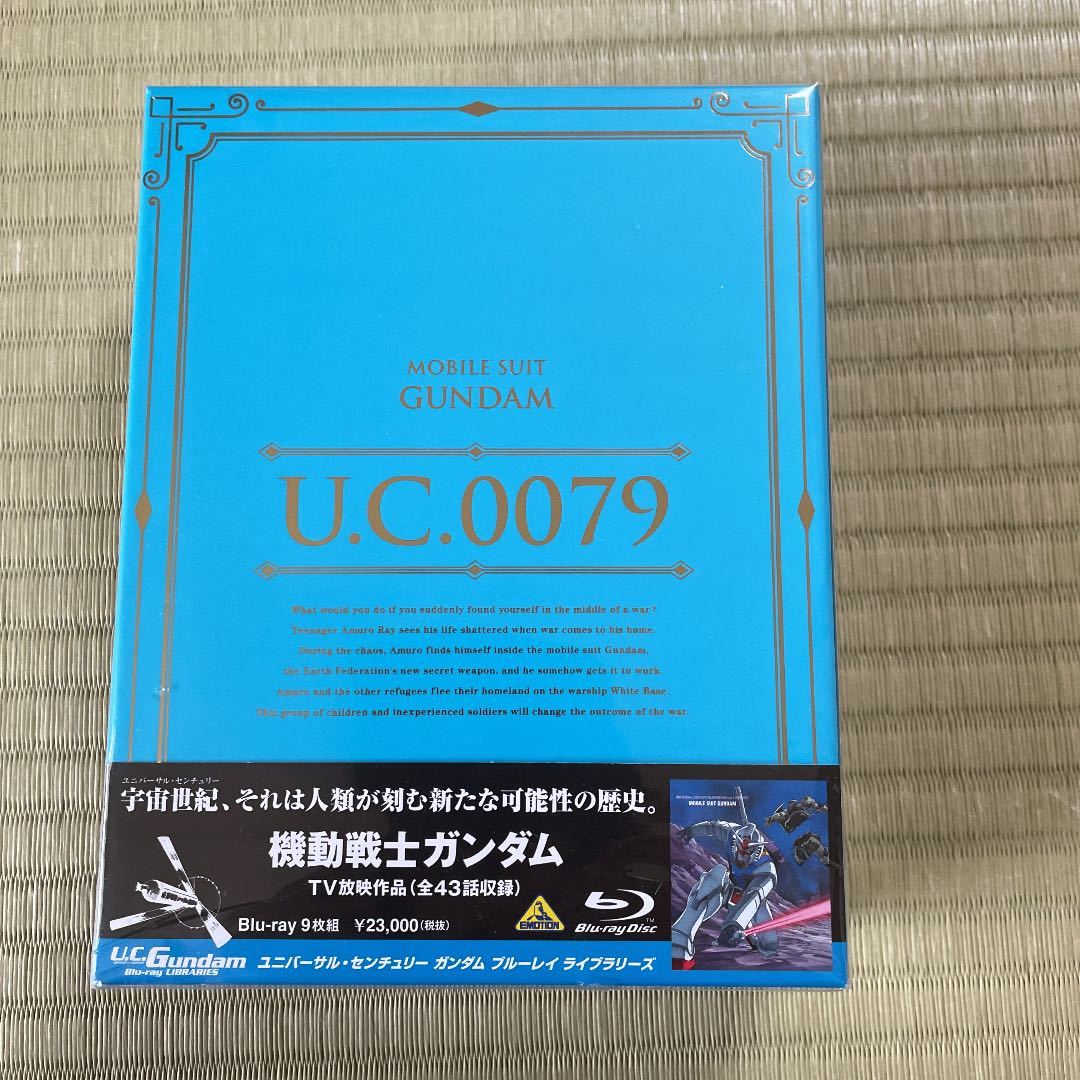 MOBILE SUIT
GUNDAM
U.C.0079
What would you do if you suddenly found yourself in the middle of a war?
Teenager Amuro Ray sees his life shattered when war comes to his home.
During the chaos, Amuro finds himself inside the mobile suit Gundam,
the Earth Federation's new secret weapon, and he somehow gets it to work.
Amuro and the other refugees flee their homeland on the warship White Base.
This group of children and inexperienced soldiers will change the outcome of the war.
ユニバーサル・センチュリー
宇宙世紀、それは人類が刻む新たな可能性の歴史。
機動戦士ガンダム
TV放映作品(全43話収録)
Blu-ray 9枚組 ¥23,000(税抜)
EMOTION
Blu-ray Disc
TM
MOBILE SUIT GUNDAM
U.C.Gundam
Blu-ray LIBRARIES
ユニバーサル・センチュリー ガンダム ブルーレイ ライブラリーズ